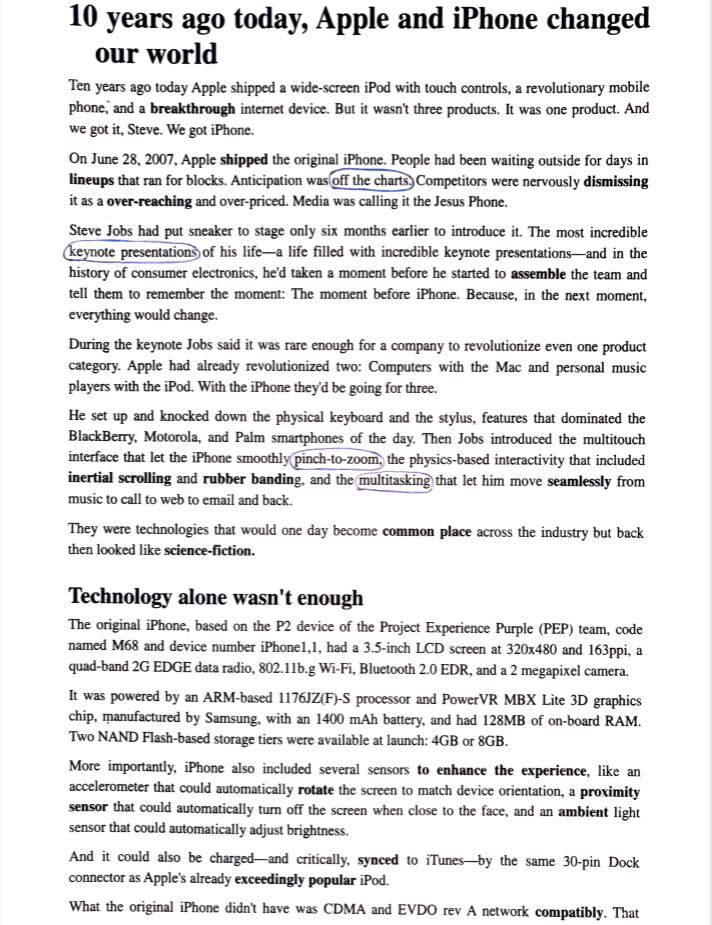 10 years ago today, Apple and iPhone changed
our world
Ten years ago today Apple shipped a wide-screen iPod with touch controls, a revolutionary mobile
phone, and a breakthrough internet device. But it wasn't three products. It was one product. And
we got it, Steve. We got iPhone.
On June 28, 2007, Apple shipped the original iPhone. People had been waiting outside for days in
lineups that ran for blocks. Anticipation was off the charts. Competitors were nervously dismissing
it as a over-reaching and over-priced. Media was calling it the Jesus Phone.
Steve Jobs had put sneaker to stage only six months earlier to introduce it. The most incredible
keynote presentations of his life—a life filled with incredible keynote presentations—and in the
history of consumer electronics, he'd taken a moment before he started to assemble the team and
tell them to remember the moment: The moment before iPhone. Because, in the next moment,
everything would change.
During the keynote Jobs said it was rare enough for a company to revolutionize even one product
category. Apple had already revolutionized two: Computers with the Mac and personal music
players with the iPod. With the iPhone they'd be going for three.
He set up and knocked down the physical keyboard and the stylus, features that dominated the
BlackBerry, Motorola, and Palm smartphones of the day. Then Jobs introduced the multitouch
interface that let the iPhone smoothly pinch-to-zoom, the physics-based interactivity that included
inertial scrolling and rubber banding, and the multitasking that let him move seamlessly from
music to call to web to email and back.
They were technologies that would one day become common place across the industry but back
then looked like science-fiction.
Technology alone wasn't enough
The original iPhone, based on the P2 device of the Project Experience Purple (PEP) team, code
named M68 and device number iPhone1,1, had a 3.5-inch LCD screen at 320x480 and 163ppi, a
quad-band 2G EDGE data radio, 802.11b.g Wi-Fi, Bluetooth 2.0 EDR, and a 2 megapixel camera.
It was powered by an ARM-based 1176JZ(F)-S processor and PowerVR MBX Lite 3D graphics
chip, manufactured by Samsung, with an 1400 mAh battery, and had 128MB of on-board RAM.
Two NAND Flash-based storage tiers were available at launch: 4GB or 8GB.
More importantly, iPhone also included several sensors to enhance the experience, like an
accelerometer that could automatically rotate the screen to match device orientation, a proximity
sensor that could automatically turn off the screen when close to the face, and an ambient light
sensor that could automatically adjust brightness.
And it could also be charged—and critically, synced to iTunes—by the same 30-pin Dock
connector as Apple's already exceedingly popular iPod.
What the original iPhone didn't have was CDMA and EVDO rev A network compatibly. That